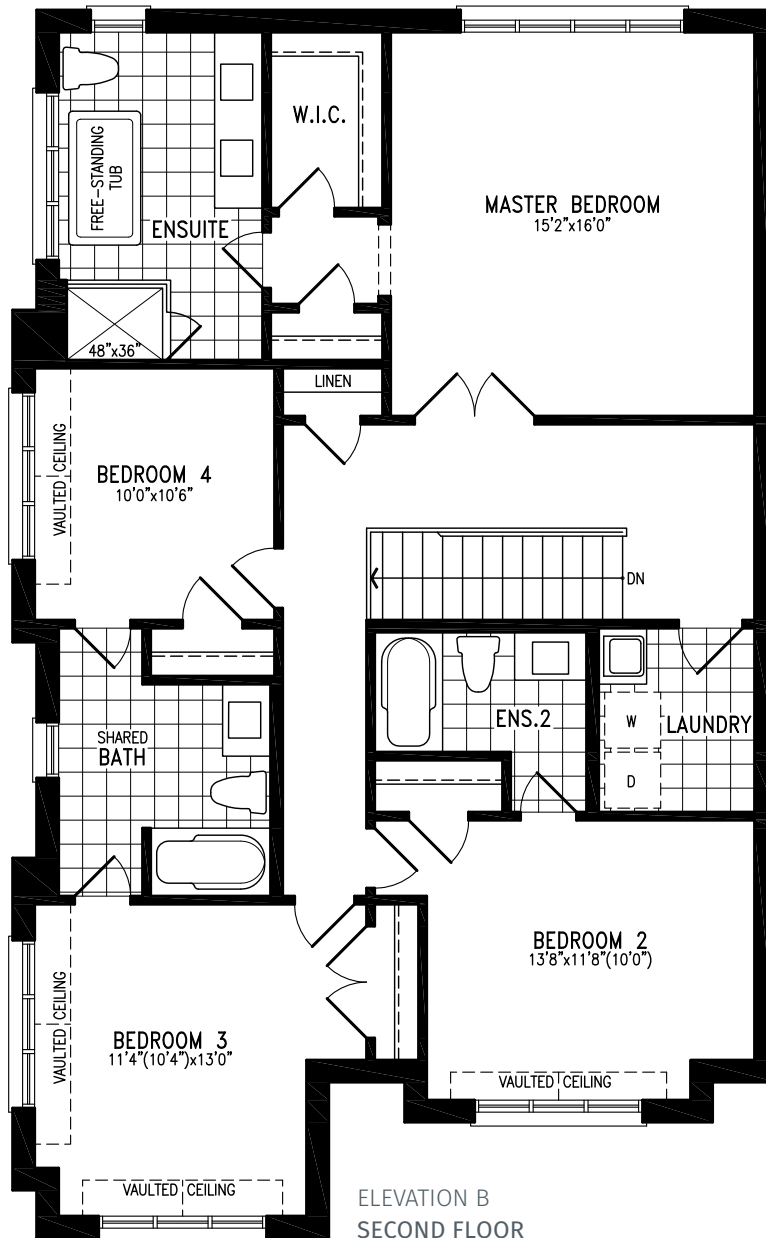 W.I.C.
FREE-STANDING
TUB
ENSUITE
MASTER BEDROOM
15'2"x16'0"
48"x36"
LINEN
VAULTED CEILING
BEDROOM 4
10'0"x10'6"
DN
SHARED
BATH
ENS.2
W
LAUNDRY
D
BEDROOM 2
13'8"x11'8"(10'0")
VAULTED CEILING
BEDROOM 3
11'4"(10'4")x13'0"
VAULTED CEILING
VAULTED CEILING
ELEVATION B
SECOND FLOOR